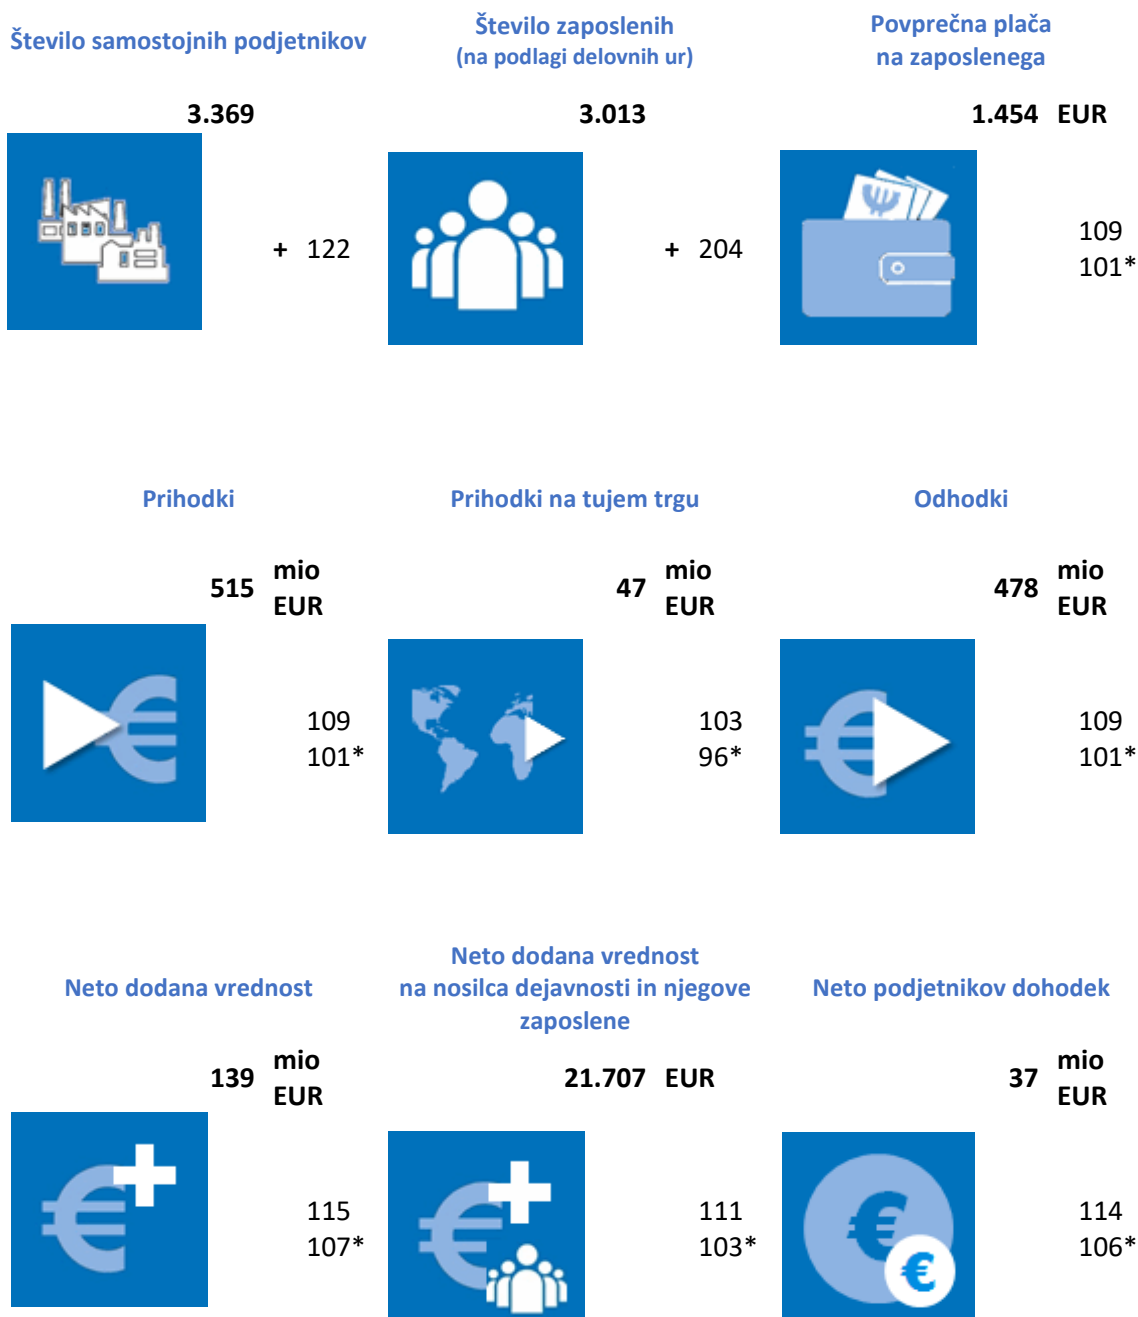 Število samostojnih podjetnikov
3.369
+ 122
Število zaposlenih
(na podlagi delovnih ur)
3.013
+ 204
Povprečna plača
na zaposlenega
1.454 EUR
109
101*
Prihodki
515 mio
EUR
109
101*
Prihodki na tujem trgu
47 mio
EUR
103
96*
Odhodki
478 mio
EUR
109
101*
Neto dodana vrednost
139 mio
EUR
115
107*
Neto dodana vrednost
na nosilca dejavnosti in njegove
zaposlene
21.707 EUR
111
103*
Neto podjetnikov dohodek
37 mio
EUR
114
106*